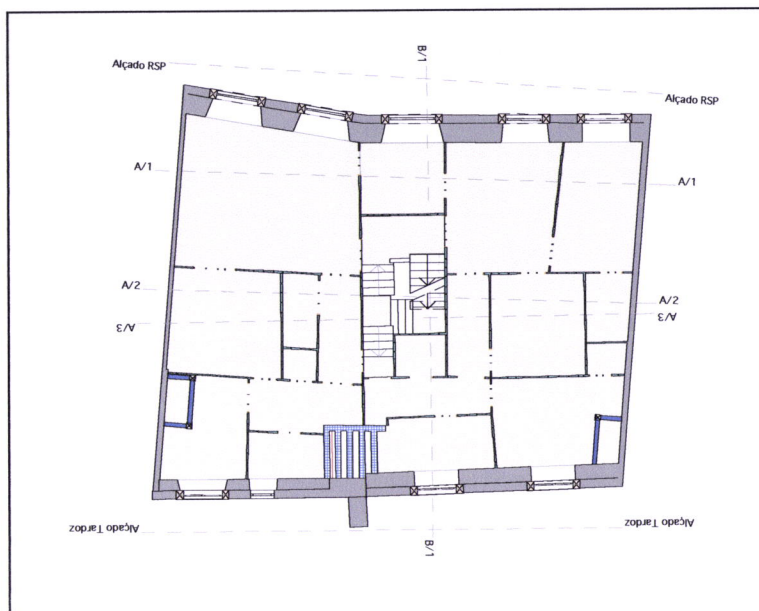 B/1
Alçado RSP
Alçado RSP
A/1
A/1
A/2
A/2
A/3
A/3
Alçado Tardoz
Alçado Tardoz
B/1